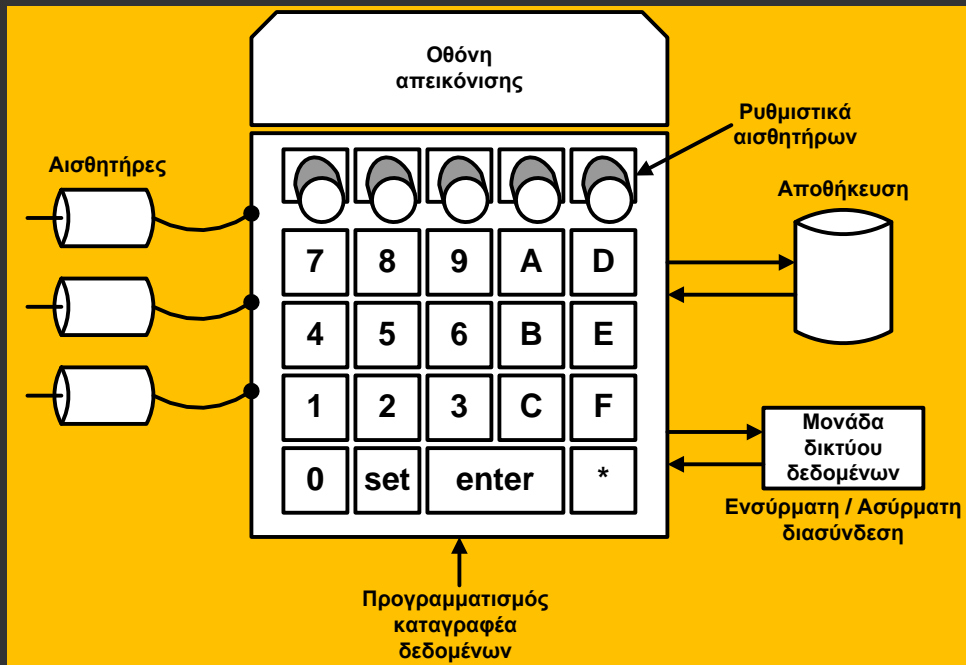 Οθόνη
απεικόνισης
Ρυθμιστικά
αισθητήρων
Αισθητήρες
Αποθήκευση
7 8 9 A D
4 5 6 B E
1 2 3 C F
0 set enter *
Μονάδα
δικτύου
δεδομένων
Ενσύρματη / Ασύρματη
διασύνδεση
Προγραμματισμός
καταγραφέα
δεδομένων